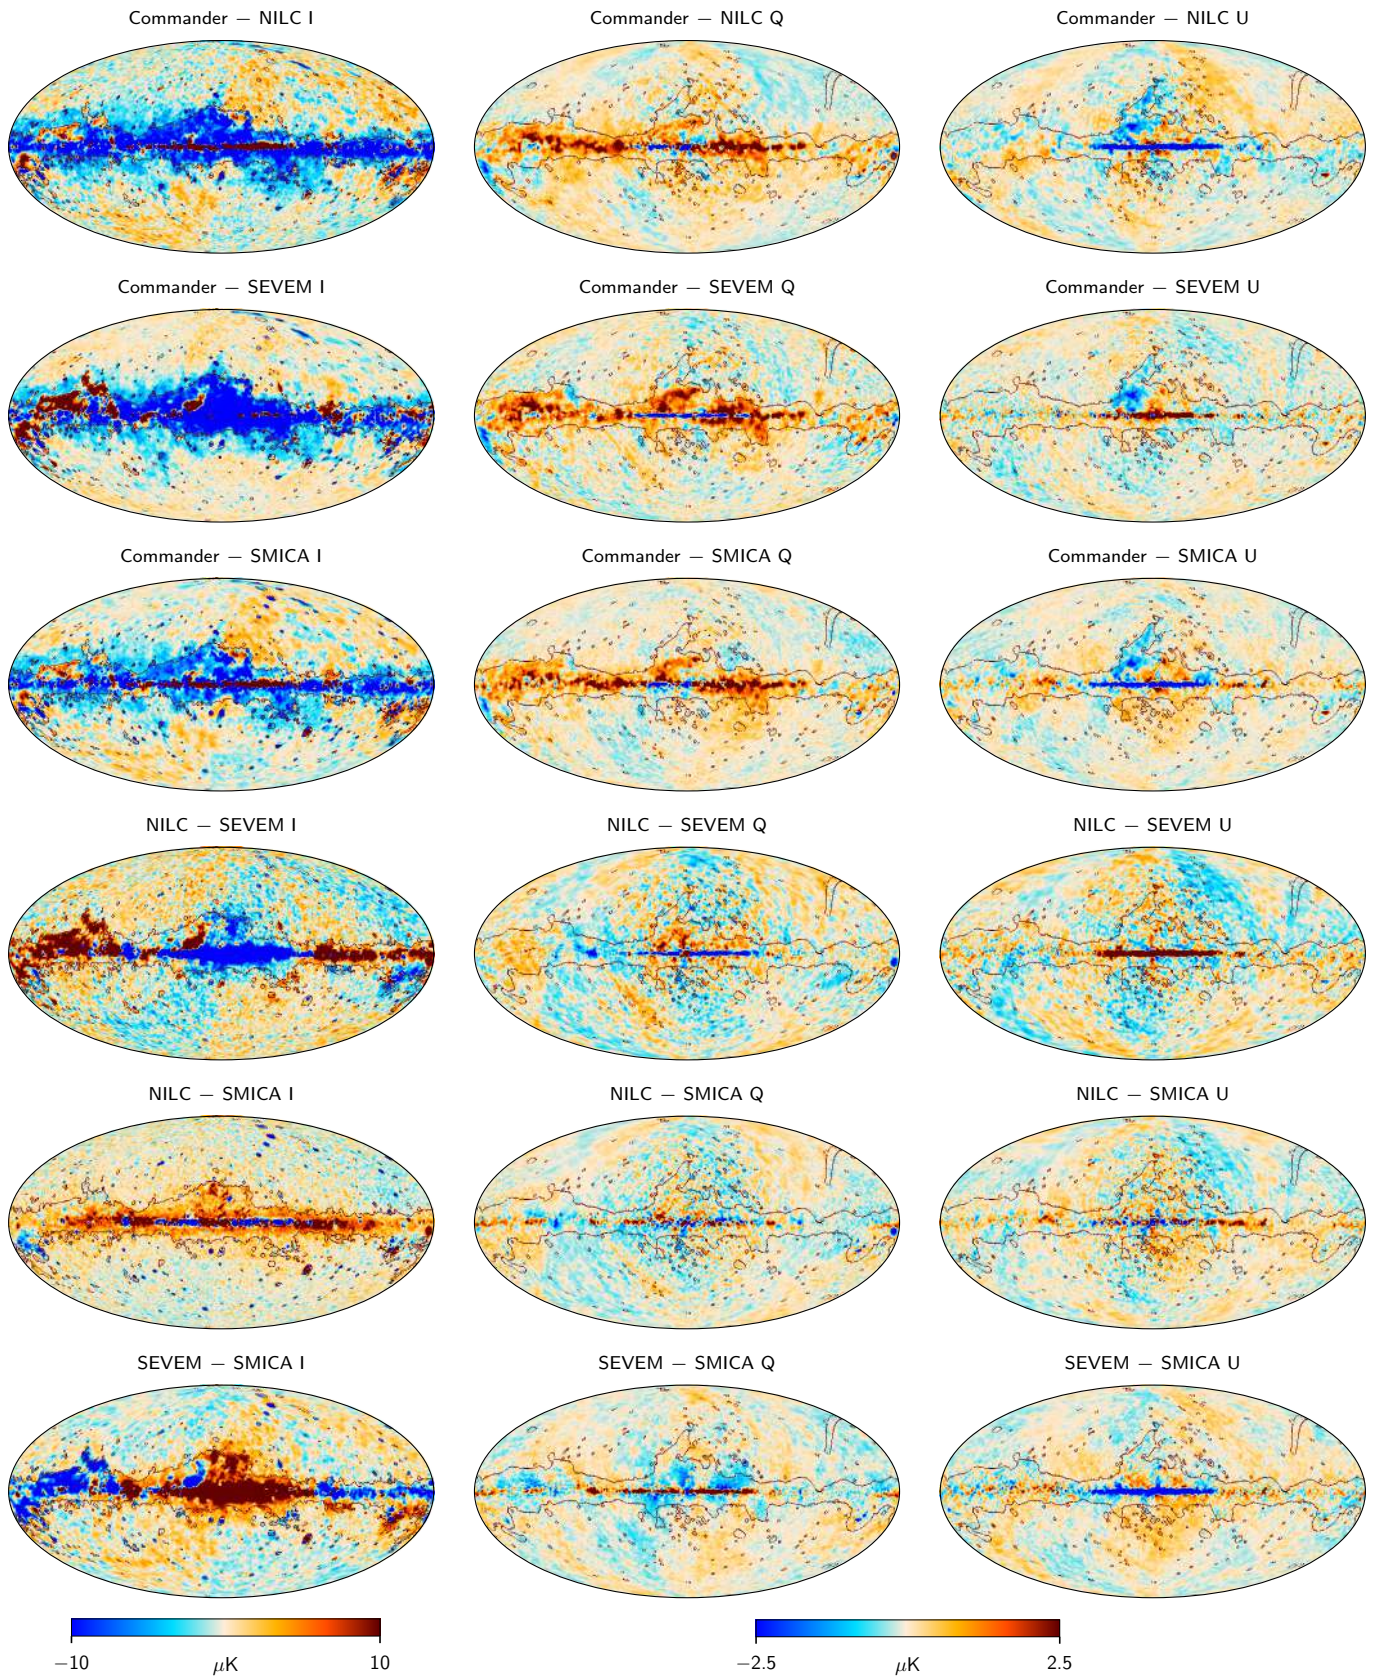 Commander − NILC I
Commander − NILC Q
Commander − NILC U
Commander − SEVEM I
Commander − SEVEM Q
Commander − SEVEM U
Commander − SMICA I
Commander − SMICA Q
Commander − SMICA U
NILC − SEVEM I
NILC − SEVEM Q
NILC − SEVEM U
NILC − SMICA I
NILC − SMICA Q
NILC − SMICA U
SEVEM − SMICA I
SEVEM − SMICA Q
SEVEM − SMICA U
−10 μK 10
−2.5 μK 2.5